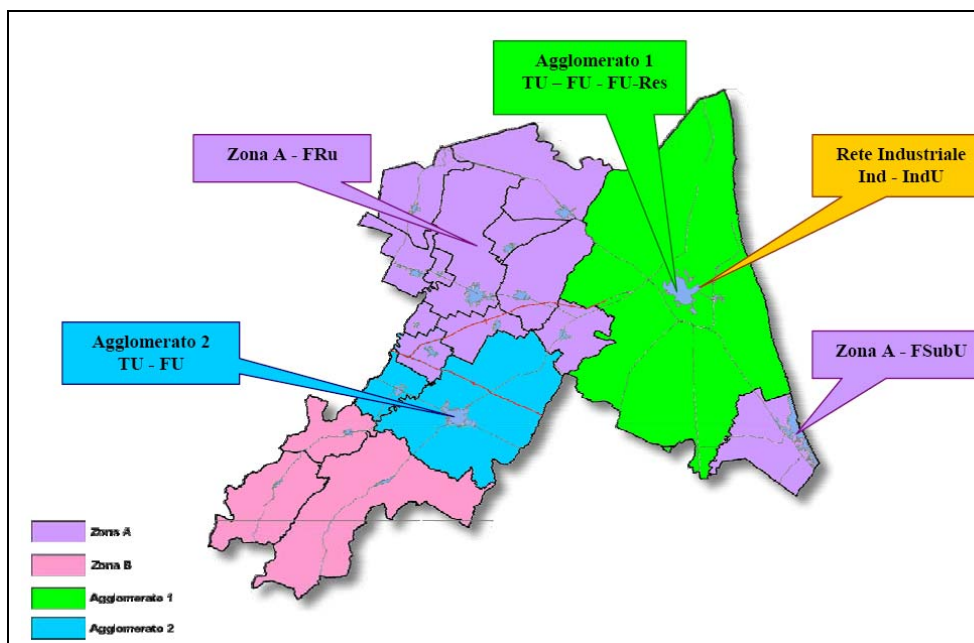 Agglomerato 1
TU – FU - FU-Res
Zona A - FRu
Rete Industriale
Ind - IndU
Agglomerato 2
TU - FU
Zona A - FSubU
Zona A
Zona B
Agglomerato 1
Agglomerato 2